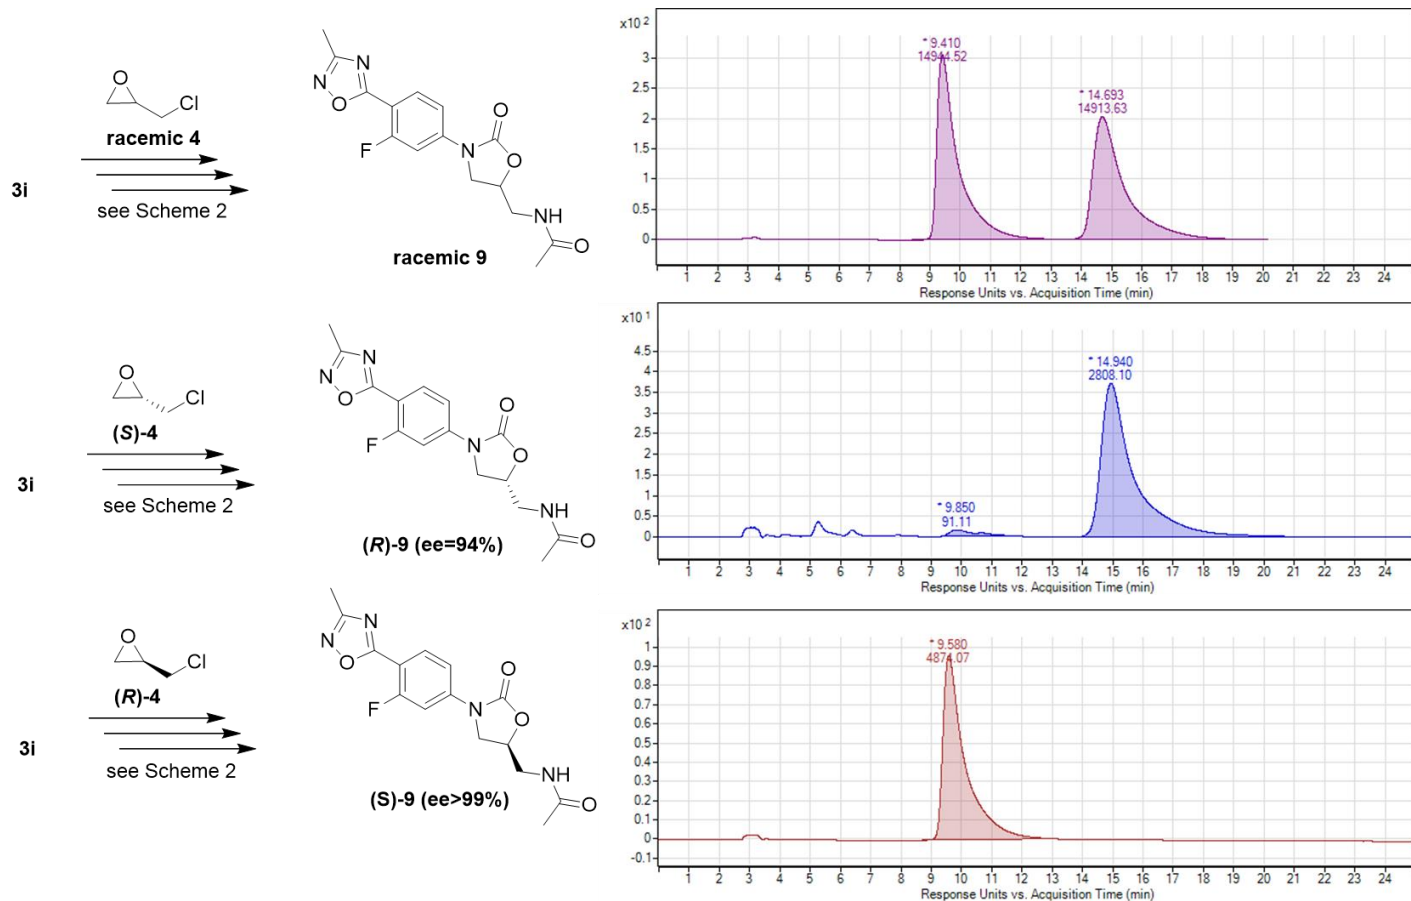 O
Cl
racemic 4
3i
see Scheme 2
N
N
O
F
N
O
O
NH
O
racemic 9
x10 2
3
2.5
2
1.5
1
0.5
0
* 9.410
14944.52
* 14.693
14913.63
1 2 3 4 5 6 7 8 9 10 11 12 13 14 15 16 17 18 19 20 21 22 23 24
Response Units vs. Acquisition Time (min)
O
Cl
(S)-4
3i
see Scheme 2
N
N
O
F
N
O
O
NH
O
(R)-9 (ee=94%)
x10 1
4.5
4
3.5
3
2.5
2
1.5
1
0.5
0
* 9.850
91.11
* 14.940
2808.10
1 2 3 4 5 6 7 8 9 10 11 12 13 14 15 16 17 18 19 20 21 22 23 24
Response Units vs. Acquisition Time (min)
O
Cl
(R)-4
3i
see Scheme 2
N
N
O
F
N
O
O
NH
O
(S)-9 (ee>99%)
x10 2
1
0.9
0.8
0.7
0.6
0.5
0.4
0.3
0.2
0.1
0
-0.1
* 9.580
4874.07
1 2 3 4 5 6 7 8 9 10 11 12 13 14 15 16 17 18 19 20 21 22 23 24
Response Units vs. Acquisition Time (min)